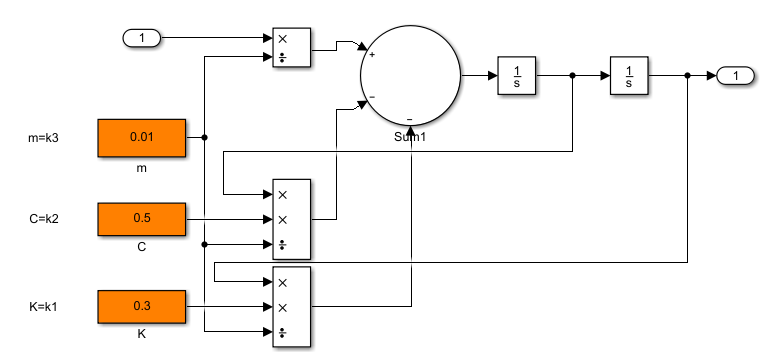 1
×
÷
+
−
−
Sum1
1
s
1
s
1
m=k3
0.01
m
C=k2
0.5
C
×
×
÷
K=k1
0.3
K
×
×
÷